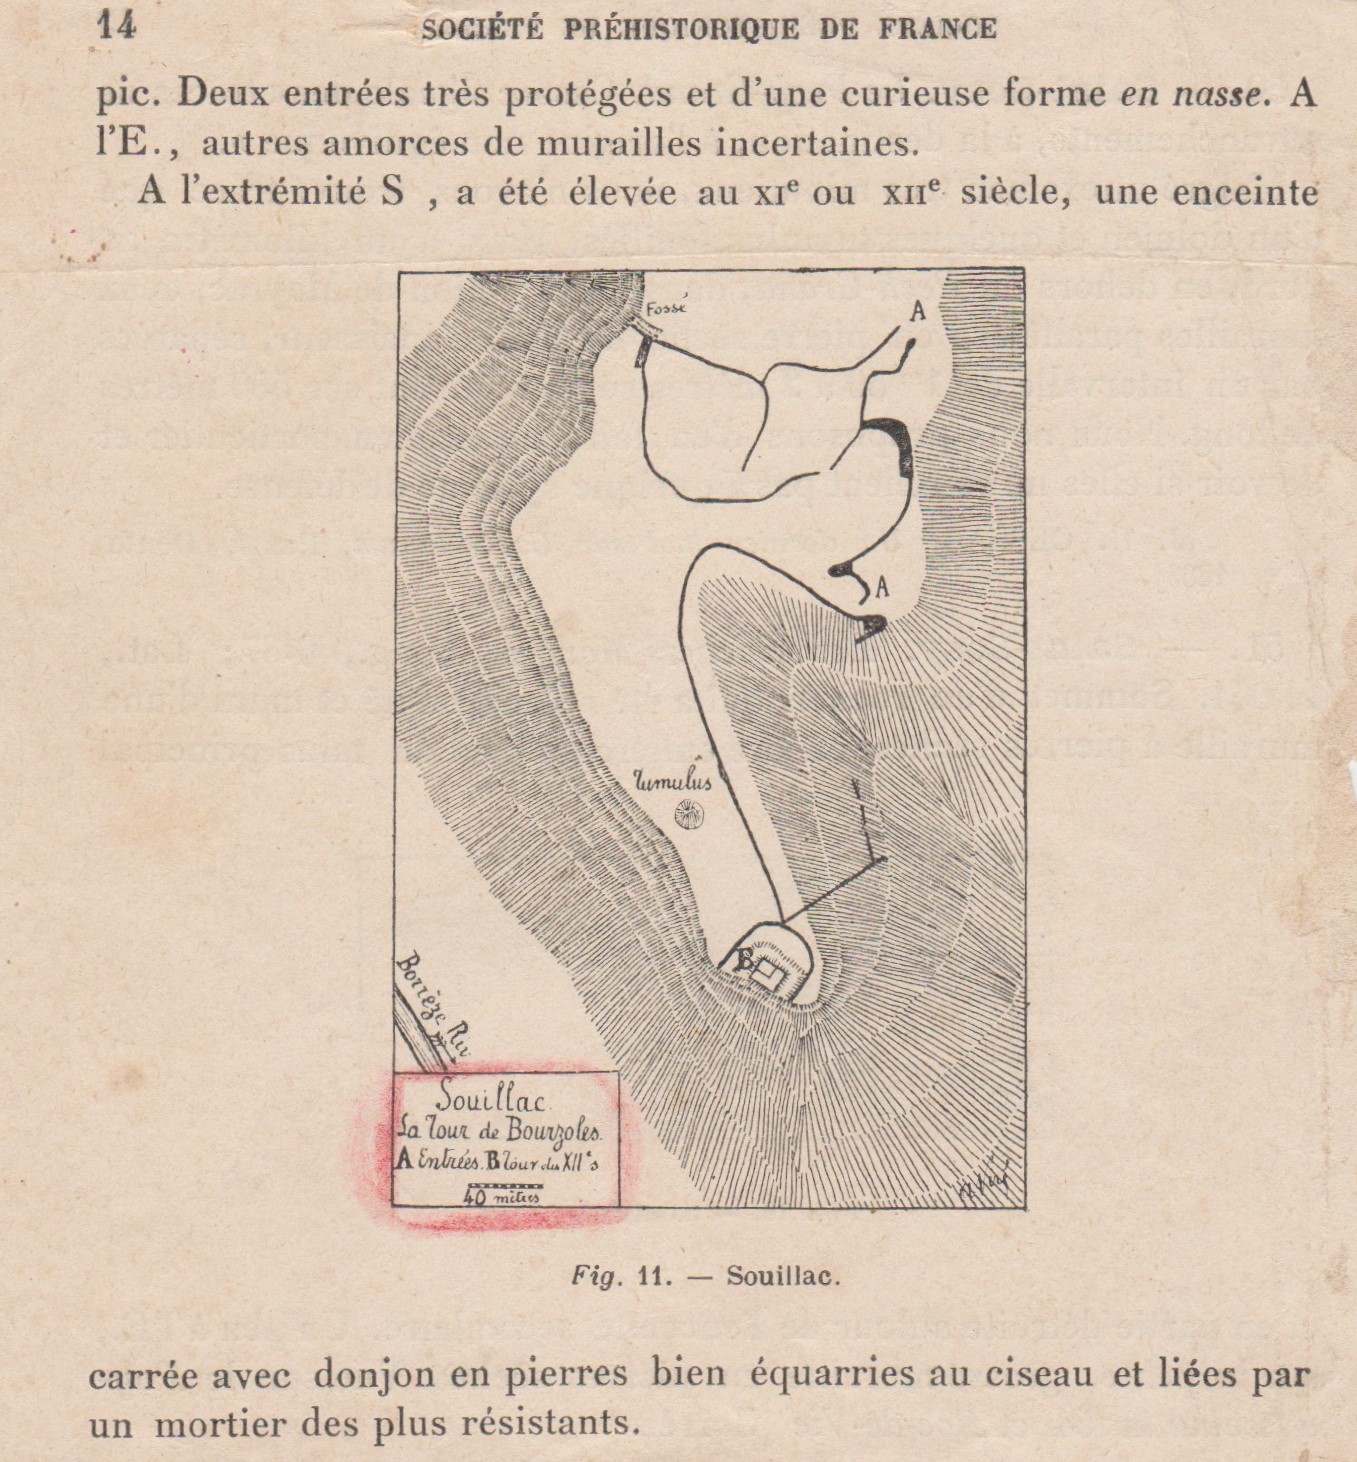 14 SOCIÉTÉ PRÉHISTORIQUE DE FRANCE
pic. Deux entrées très protégées et d'une curieuse forme en nasse. A
l'E., autres amorces de murailles incertaines.
A l'extrémité S , a été élevée au XIe ou XIIe siècle, une enceinte
Fossé
A
A
Tumulus
B
Borrèze Riv
Souillac
La Tour de Bourzoles.
A Entrées. B Tour du XIIe s
40 mètres
Fig. 11. — Souillac.
carrée avec donjon en pierres bien équarries au ciseau et liées par
un mortier des plus résistants.